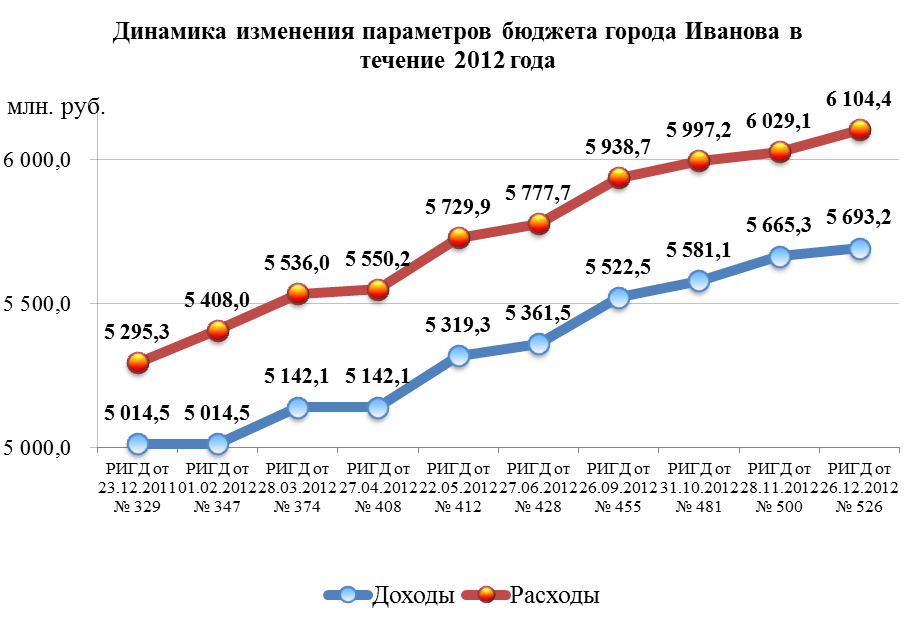 Динамика изменения параметров бюджета города Иванова в
течение 2012 года
млн. руб.
6 000,0
5 500,0
5 000,0
5 295,3
5 408,0
5 536,0
5 550,2
5 729,9
5 777,7
5 938,7
5 997,2
6 029,1
6 104,4
5 014,5
5 014,5
5 142,1
5 142,1
5 319,3
5 361,5
5 522,5
5 581,1
5 665,3
5 693,2
РИГД от
23.12.2011
№ 329
РИГД от
01.02.2012
№ 347
РИГД от
28.03.2012
№ 374
РИГД от
27.04.2012
№ 408
РИГД от
22.05.2012
№ 412
РИГД от
27.06.2012
№ 428
РИГД от
26.09.2012
№ 455
РИГД от
31.10.2012
№ 481
РИГД от
28.11.2012
№ 500
РИГД от
26.12.2012
№ 526
Доходы
Расходы